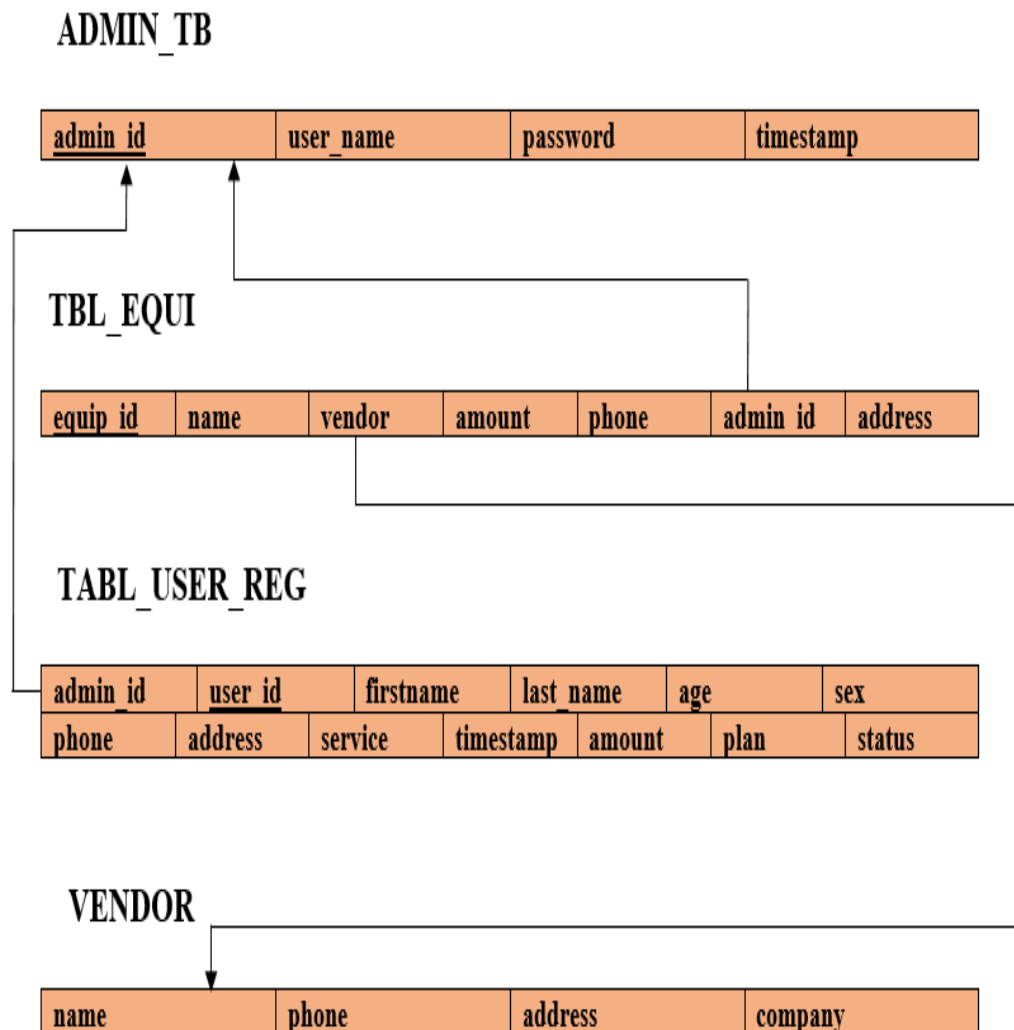 ADMIN_TB
admin_id user_name password timestamp
TBL_EQUI
equip_id name vendor amount phone admin_id address
TABL_USER_REG
admin_id user_id firstname last_name age sex
phone address service timestamp amount plan status
VENDOR
name phone address company